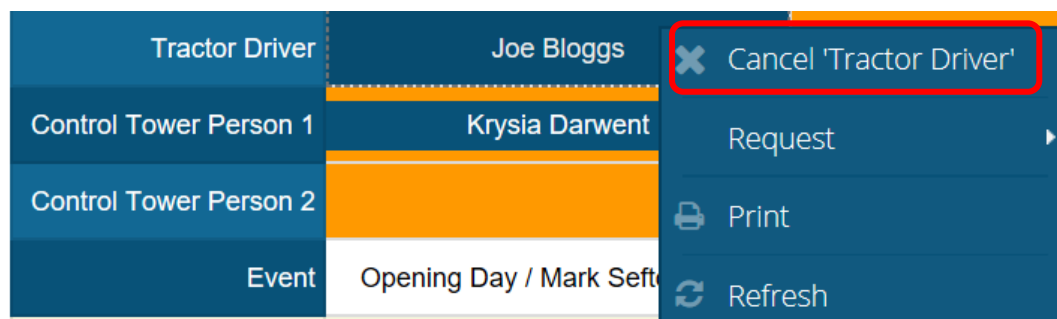 Tractor Driver
Joe Bloggs
Cancel 'Tractor Driver'
Control Tower Person 1
Krysia Darwent
Request
Control Tower Person 2
Print
Event
Opening Day / Mark
Refresh